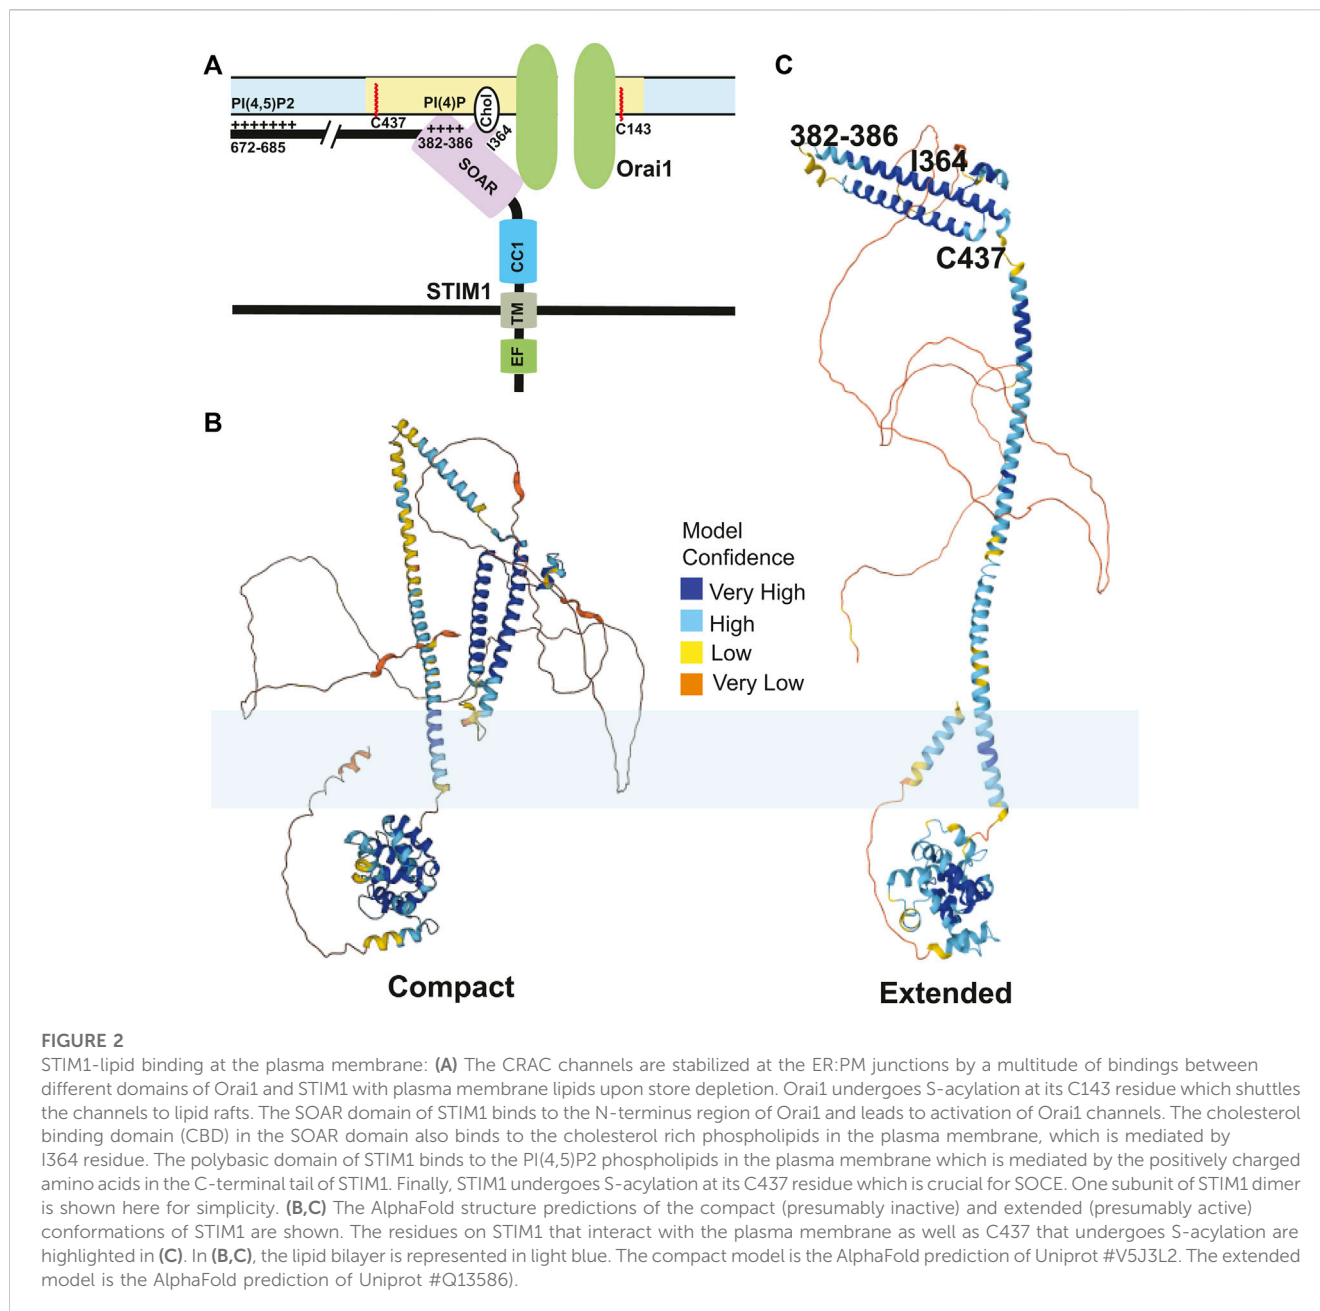 A
PI(4,5)P2
+++++++
672-685
C437
PI(4)P
++++
382-386
Chol
I364
SOAR
C143
Orai1
CC1
STIM1
TM
EF
B
Compact
Model
Confidence
Very High
High
Low
Very Low
C
382-386
I364
C437
Extended
FIGURE 2
STIM1-lipid binding at the plasma membrane: (A) The CRAC channels are stabilized at the ER:PM junctions by a multitude of bindings between
different domains of Orai1 and STIM1 with plasma membrane lipids upon store depletion. Orai1 undergoes S-acylation at its C143 residue which shuttles
the channels to lipid rafts. The SOAR domain of STIM1 binds to the N-terminus region of Orai1 and leads to activation of Orai1 channels. The cholesterol
binding domain (CBD) in the SOAR domain also binds to the cholesterol rich phospholipids in the plasma membrane, which is mediated by
I364 residue. The polybasic domain of STIM1 binds to the PI(4,5)P2 phospholipids in the plasma membrane which is mediated by the positively charged
amino acids in the C-terminal tail of STIM1. Finally, STIM1 undergoes S-acylation at its C437 residue which is crucial for SOCE. One subunit of STIM1 dimer
is shown here for simplicity. (B,C) The AlphaFold structure predictions of the compact (presumably inactive) and extended (presumably active)
conformations of STIM1 are shown. The residues on STIM1 that interact with the plasma membrane as well as C437 that undergoes S-acylation are
highlighted in (C). In (B,C), the lipid bilayer is represented in light blue. The compact model is the AlphaFold prediction of Uniprot #V5J3L2. The extended
model is the AlphaFold prediction of Uniprot #Q13586).